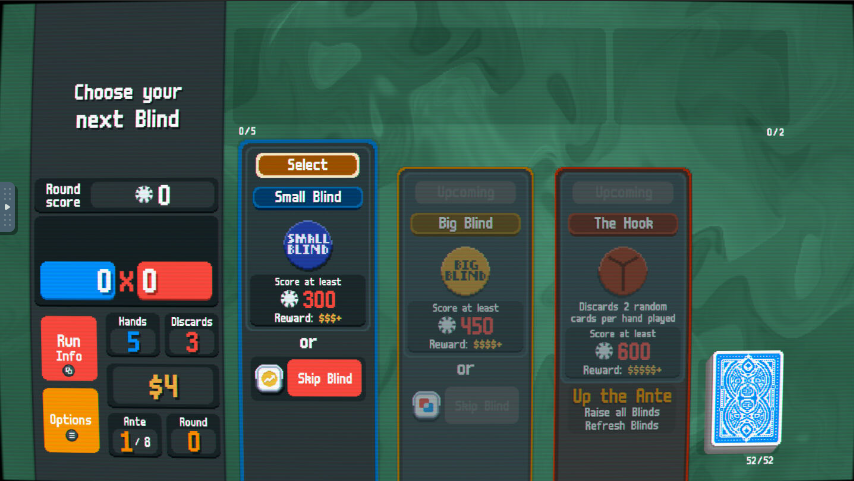 Choose your
next Blind
Round
score
0
0 X 0
Run
Info
Hands
5
Discards
3
$4
Options
Ante
1 / 8
Round
0
0/5
0/2
Select
Small Blind
SMALL
BLIND
Score at least
300
Reward: $$$+
or
Skip Blind
Upcoming
Big Blind
BIG
BLIND
Score at least
450
Reward: $$$$+
or
Skip Blind
Upcoming
The Hook
Discards 2 random
cards per hand played
Score at least
600
Reward: $$$$$+
Up the Ante
Raise all Blinds
Refresh Blinds
52/52